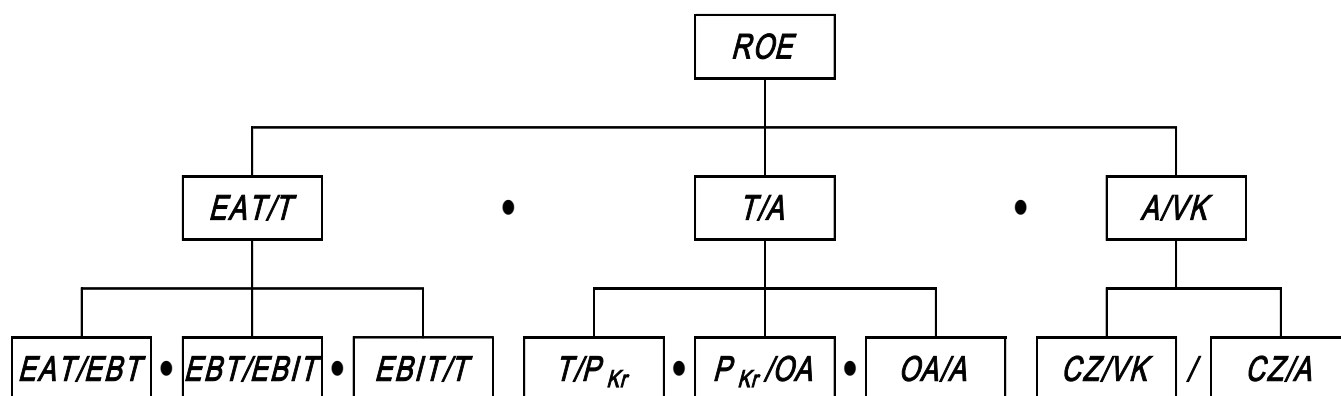 ROE
EAT/T • T/A • A/VK
EAT/EBT • EBT/EBIT • EBIT/T T/P Kr • P Kr /OA • OA/A CZ/VK / CZ/A